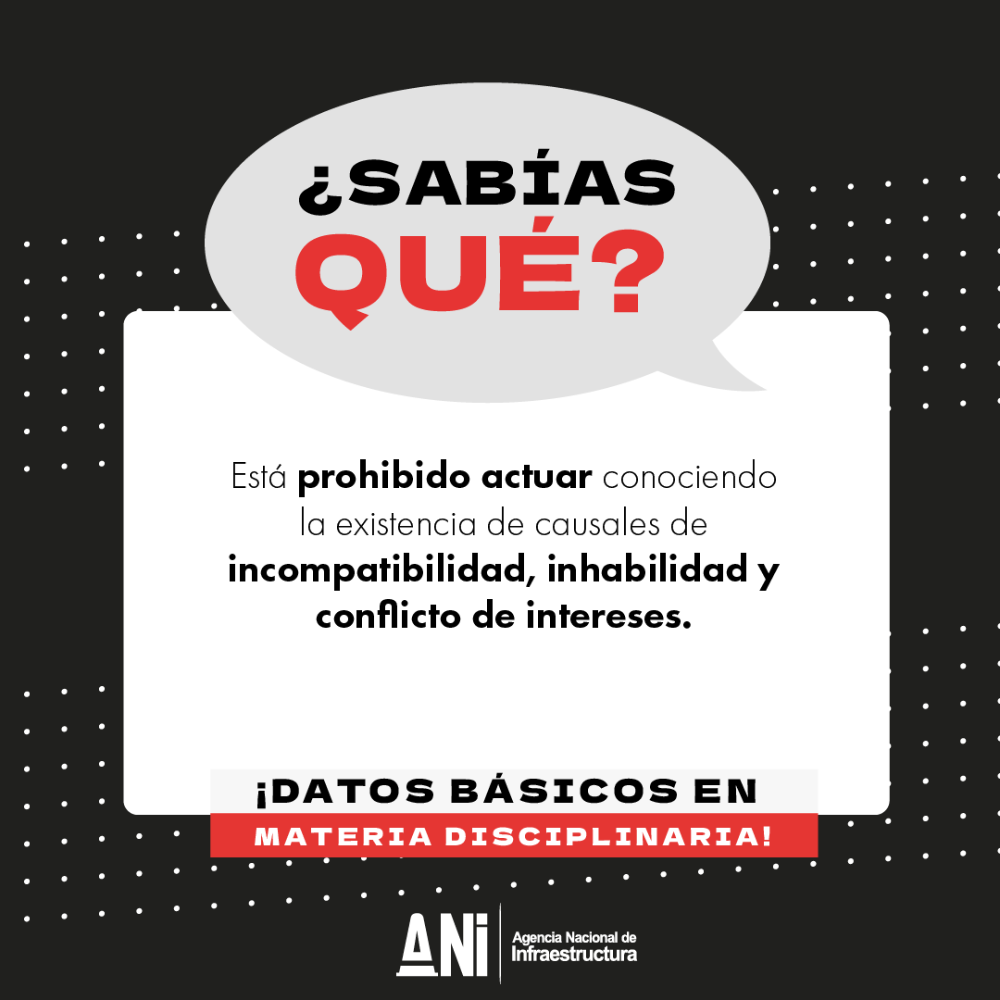 ¿SABÍAS
QUÉ?
Está prohibido actuar conociendo
la existencia de causales de
incompatibilidad, inhabilidad y
conflicto de intereses.
¡DATOS BÁSICOS EN
MATERIA DISCIPLINARIA!
ANi
Agencia Nacional de
Infraestructura